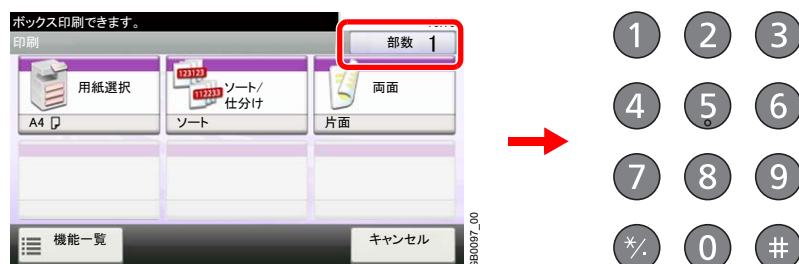 ボックス印刷できます。
印刷
部数 1
123123
112233
用紙選択
ソート/
仕分け
両面
A4
ソート
片面
機能一覧
キャンセル
1 2 3
4 5 6
7 8 9
*/. 0 #